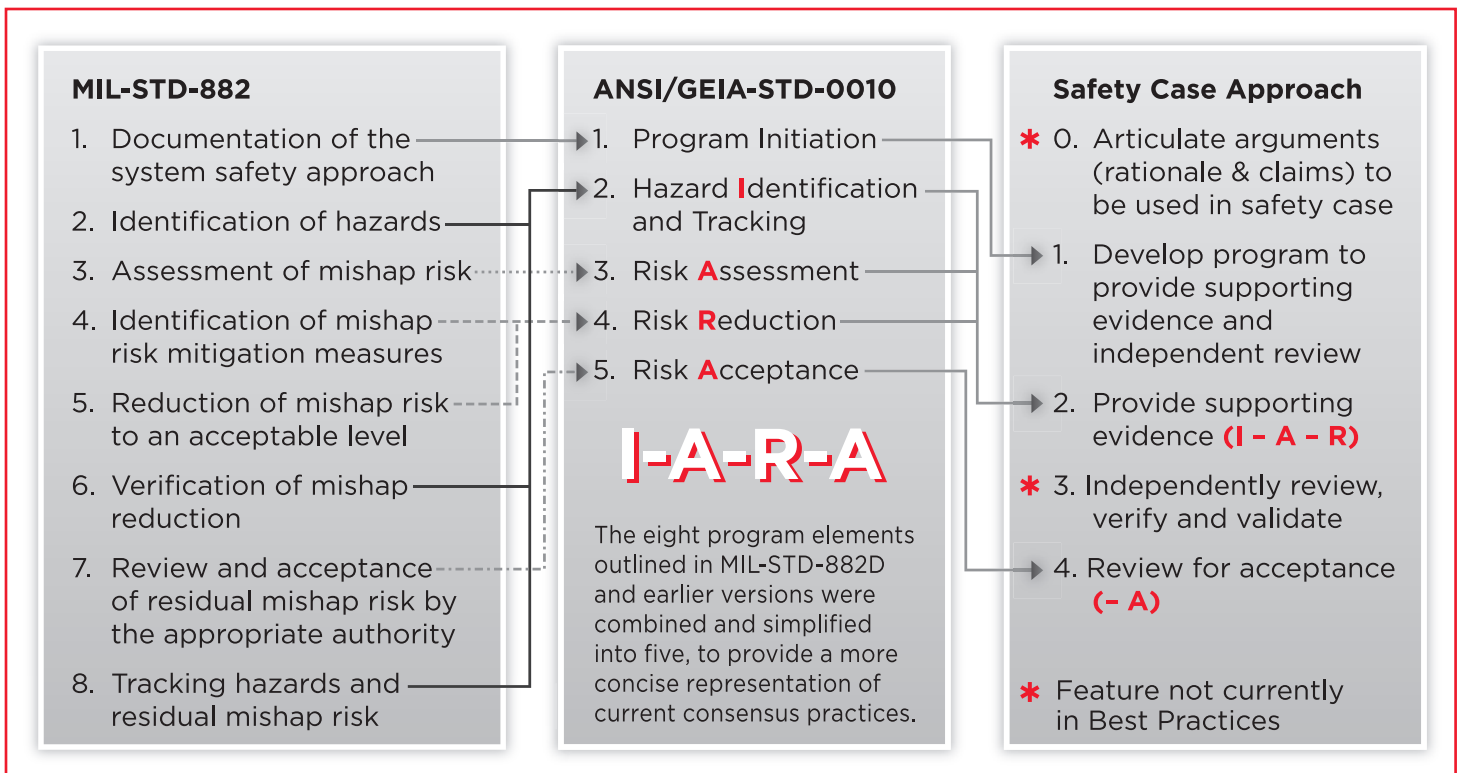 MIL-STD-882
1. Documentation of the
system safety approach
2. Identification of hazards
3. Assessment of mishap risk
4. Identification of mishap
risk mitigation measures
5. Reduction of mishap risk
to an acceptable level
6. Verification of mishap
reduction
7. Review and acceptance
of residual mishap risk by
the appropriate authority
8. Tracking hazards and
residual mishap risk
ANSI/GEIA-STD-0010
1. Program Initiation
2. Hazard Identification
and Tracking
3. Risk Assessment
4. Risk Reduction
5. Risk Acceptance
I-A-R-A
The eight program elements
outlined in MIL-STD-882D
and earlier versions were
combined and simplified
into five, to provide a more
concise representation of
current consensus practices.
Safety Case Approach
* 0. Articulate arguments
(rationale & claims) to
be used in safety case
1. Develop program to
provide supporting
evidence and
independent review
2. Provide supporting
evidence (I – A – R)
* 3. Independently review,
verify and validate
4. Review for acceptance
(– A)
* Feature not currently
in Best Practices